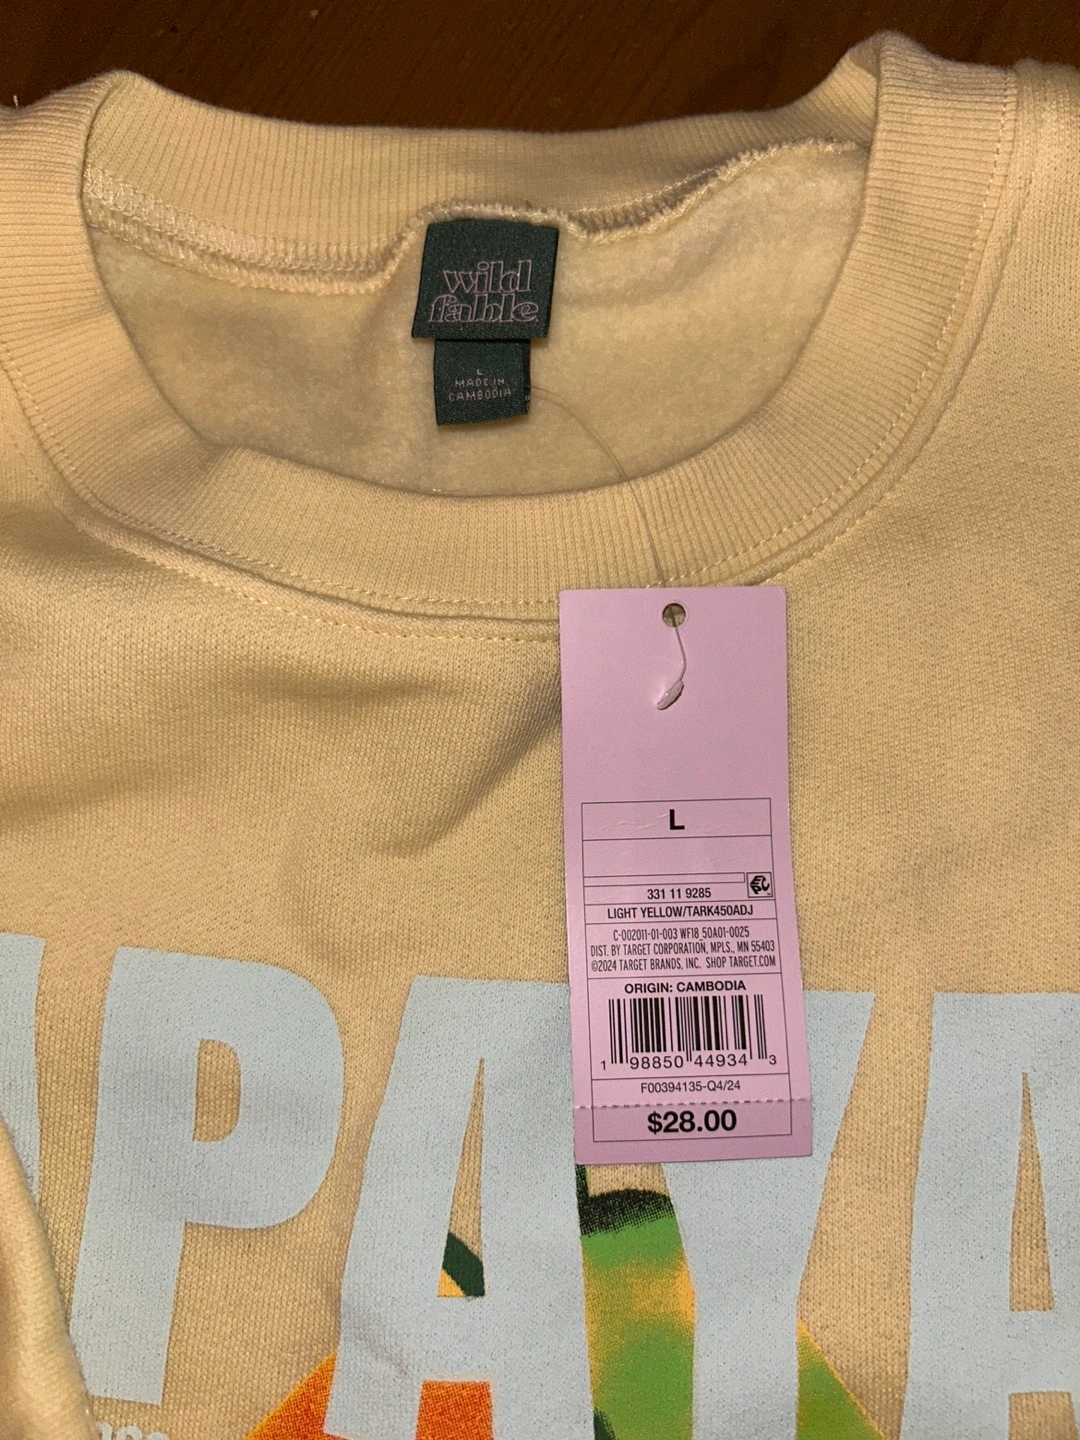 wild
fable
L
MADE IN
CAMBODIA
L
331 11 9285
LIGHT YELLOW/TARK450ADJ
C-002011-01-003 WF18_50A01-0025
DIST. BY TARGET CORPORATION, MPLS., MN 55403
©2024 TARGET BRANDS, INC. SHOP TARGET.COM
ORIGIN: CAMBODIA
1 98850 44934 3
F00394135-Q4/24
$28.00
PAYA